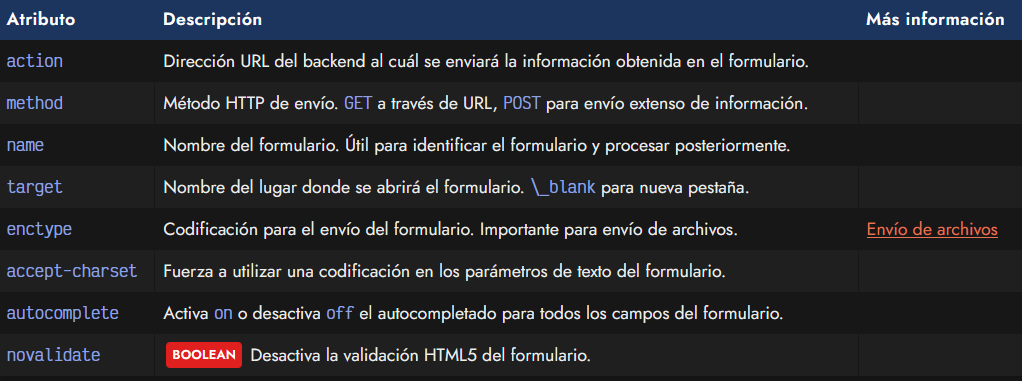 Atributo Descripción Más información
action Dirección URL del backend al cuál se enviará la información obtenida en el formulario.
method Método HTTP de envío. GET a través de URL, POST para envío extenso de información.
name Nombre del formulario. Útil para identificar el formulario y procesar posteriormente.
target Nombre del lugar donde se abrirá el formulario. \_blank para nueva pestaña.
enctype Codificación para el envío del formulario. Importante para envío de archivos. Envío de archivos
accept-charset Fuerza a utilizar una codificación en los parámetros de texto del formulario.
autocomplete Activa on o desactiva off el autocompletado para todos los campos del formulario.
novalidate BOOLEAN Desactiva la validación HTML5 del formulario.